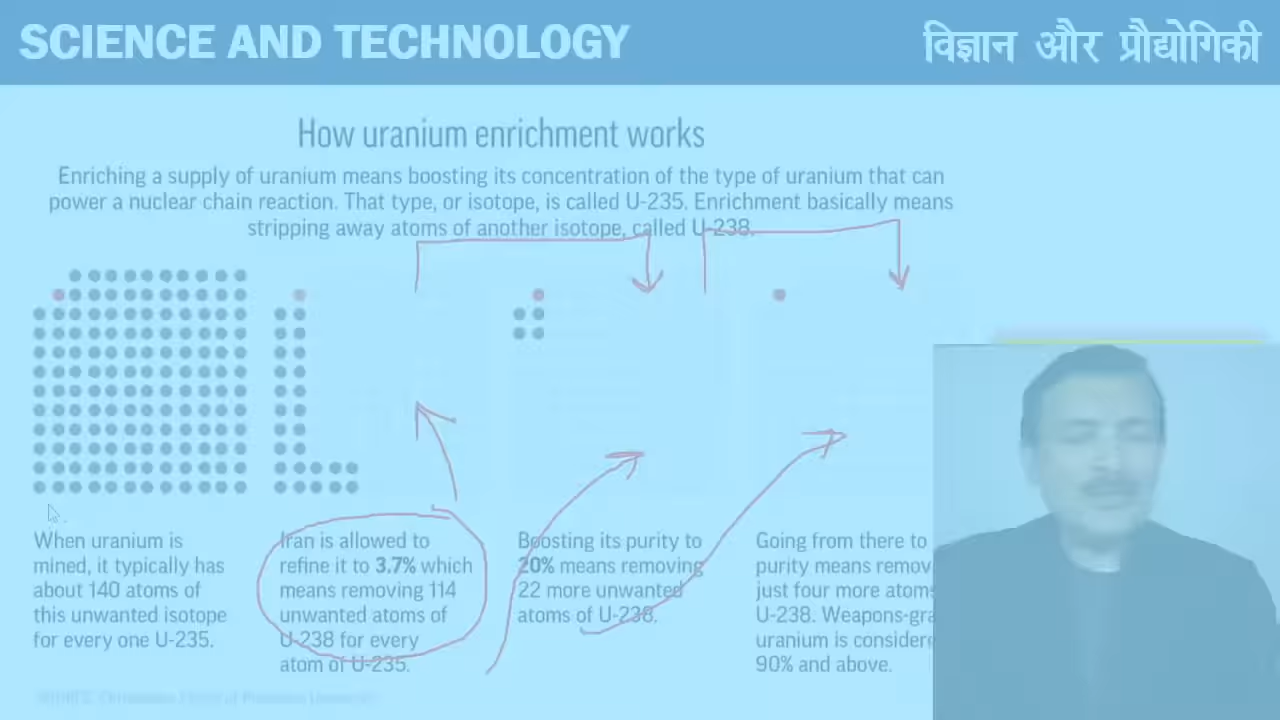 SCIENCE AND TECHNOLOGY
विज्ञान और प्रौद्योगिकी
How uranium enrichment works
Enriching a supply of uranium means boosting its concentration of the type of uranium that can
power a nuclear chain reaction. That type, or isotope, is called U-235. Enrichment basically means
stripping away atoms of another isotope, called U-238.
When uranium is
mined, it typically has
about 140 atoms of
this unwanted isotope
for every one U-235.
Iran is allowed to
refine it to 3.7% which
means removing 114
unwanted atoms of
U-238 for every
atom of U-235.
Boosting its purity to
20% means removing
22 more unwanted
atoms of U-238.
Going from there to
purity means remov
just four more atoms
U-238. Weapons-gra
uranium is considere
90% and above.